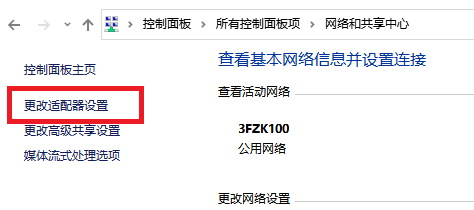 控制面板 › 所有控制面板项 › 网络和共享中心
控制面板主页
更改适配器设置
更改高级共享设置
媒体流式处理选项
查看基本网络信息并设置连接
查看活动网络
3FZK100
公用网络
更改网络设置